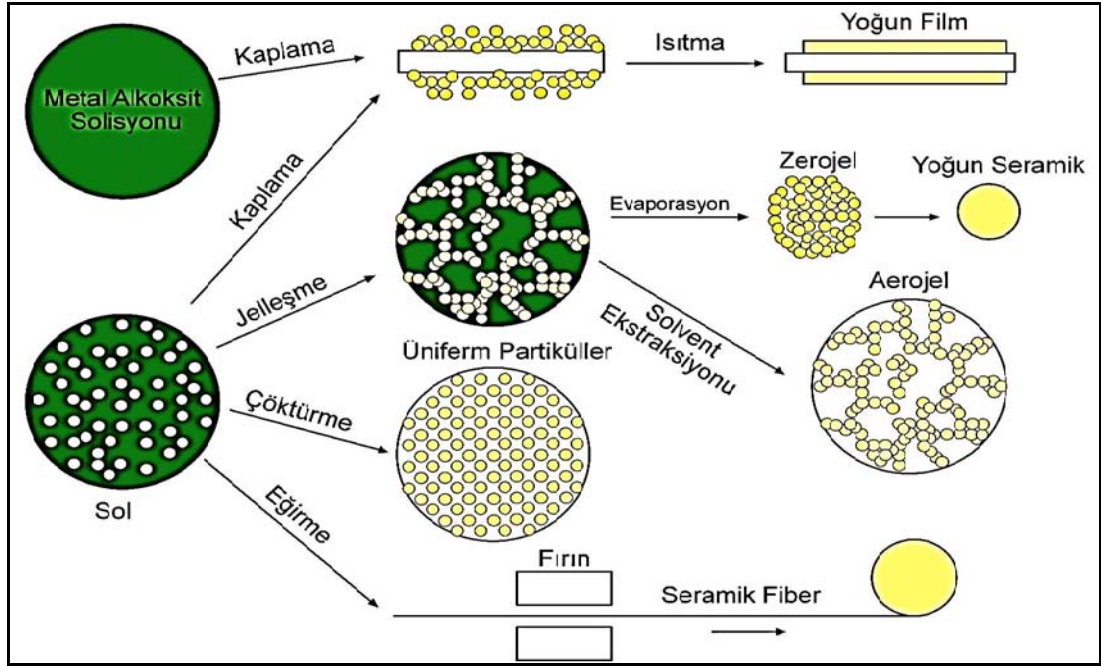 Metal Alkoksit
Solisyonu
Kaplama
Isıtma
Yoğun Film
Kaplama
Evaporasyon
Zerojel
Yoğun Seramik
Jelleşme
Solvent
Ekstraksiyonu
Aerojel
Üniferm Partiküller
Çöktürme
Sol
Eğirme
Fırın
Seramik Fiber